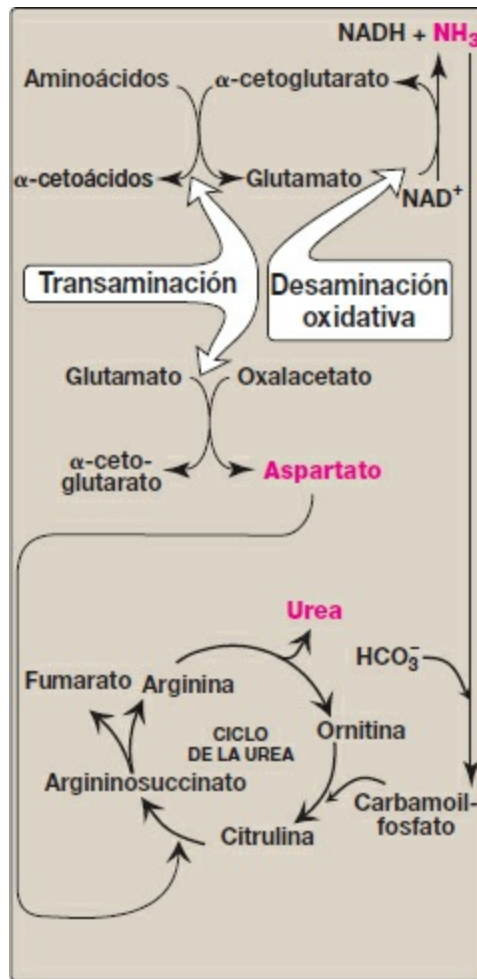 NADH + NH₃
Aminoácidos
α-cetoglutarato
α-cetoácidos
Glutamato
NAD⁺
Transaminación
Desaminación
oxidativa
Glutamato
Oxalacetato
α-ceto-
glutarato
Aspartato
Urea
HCO₃⁻
Fumarato
Arginina
CICLO
DE LA UREA
Ornitina
Argininosuccinato
Carbamoil-
fosfato
Citrulina